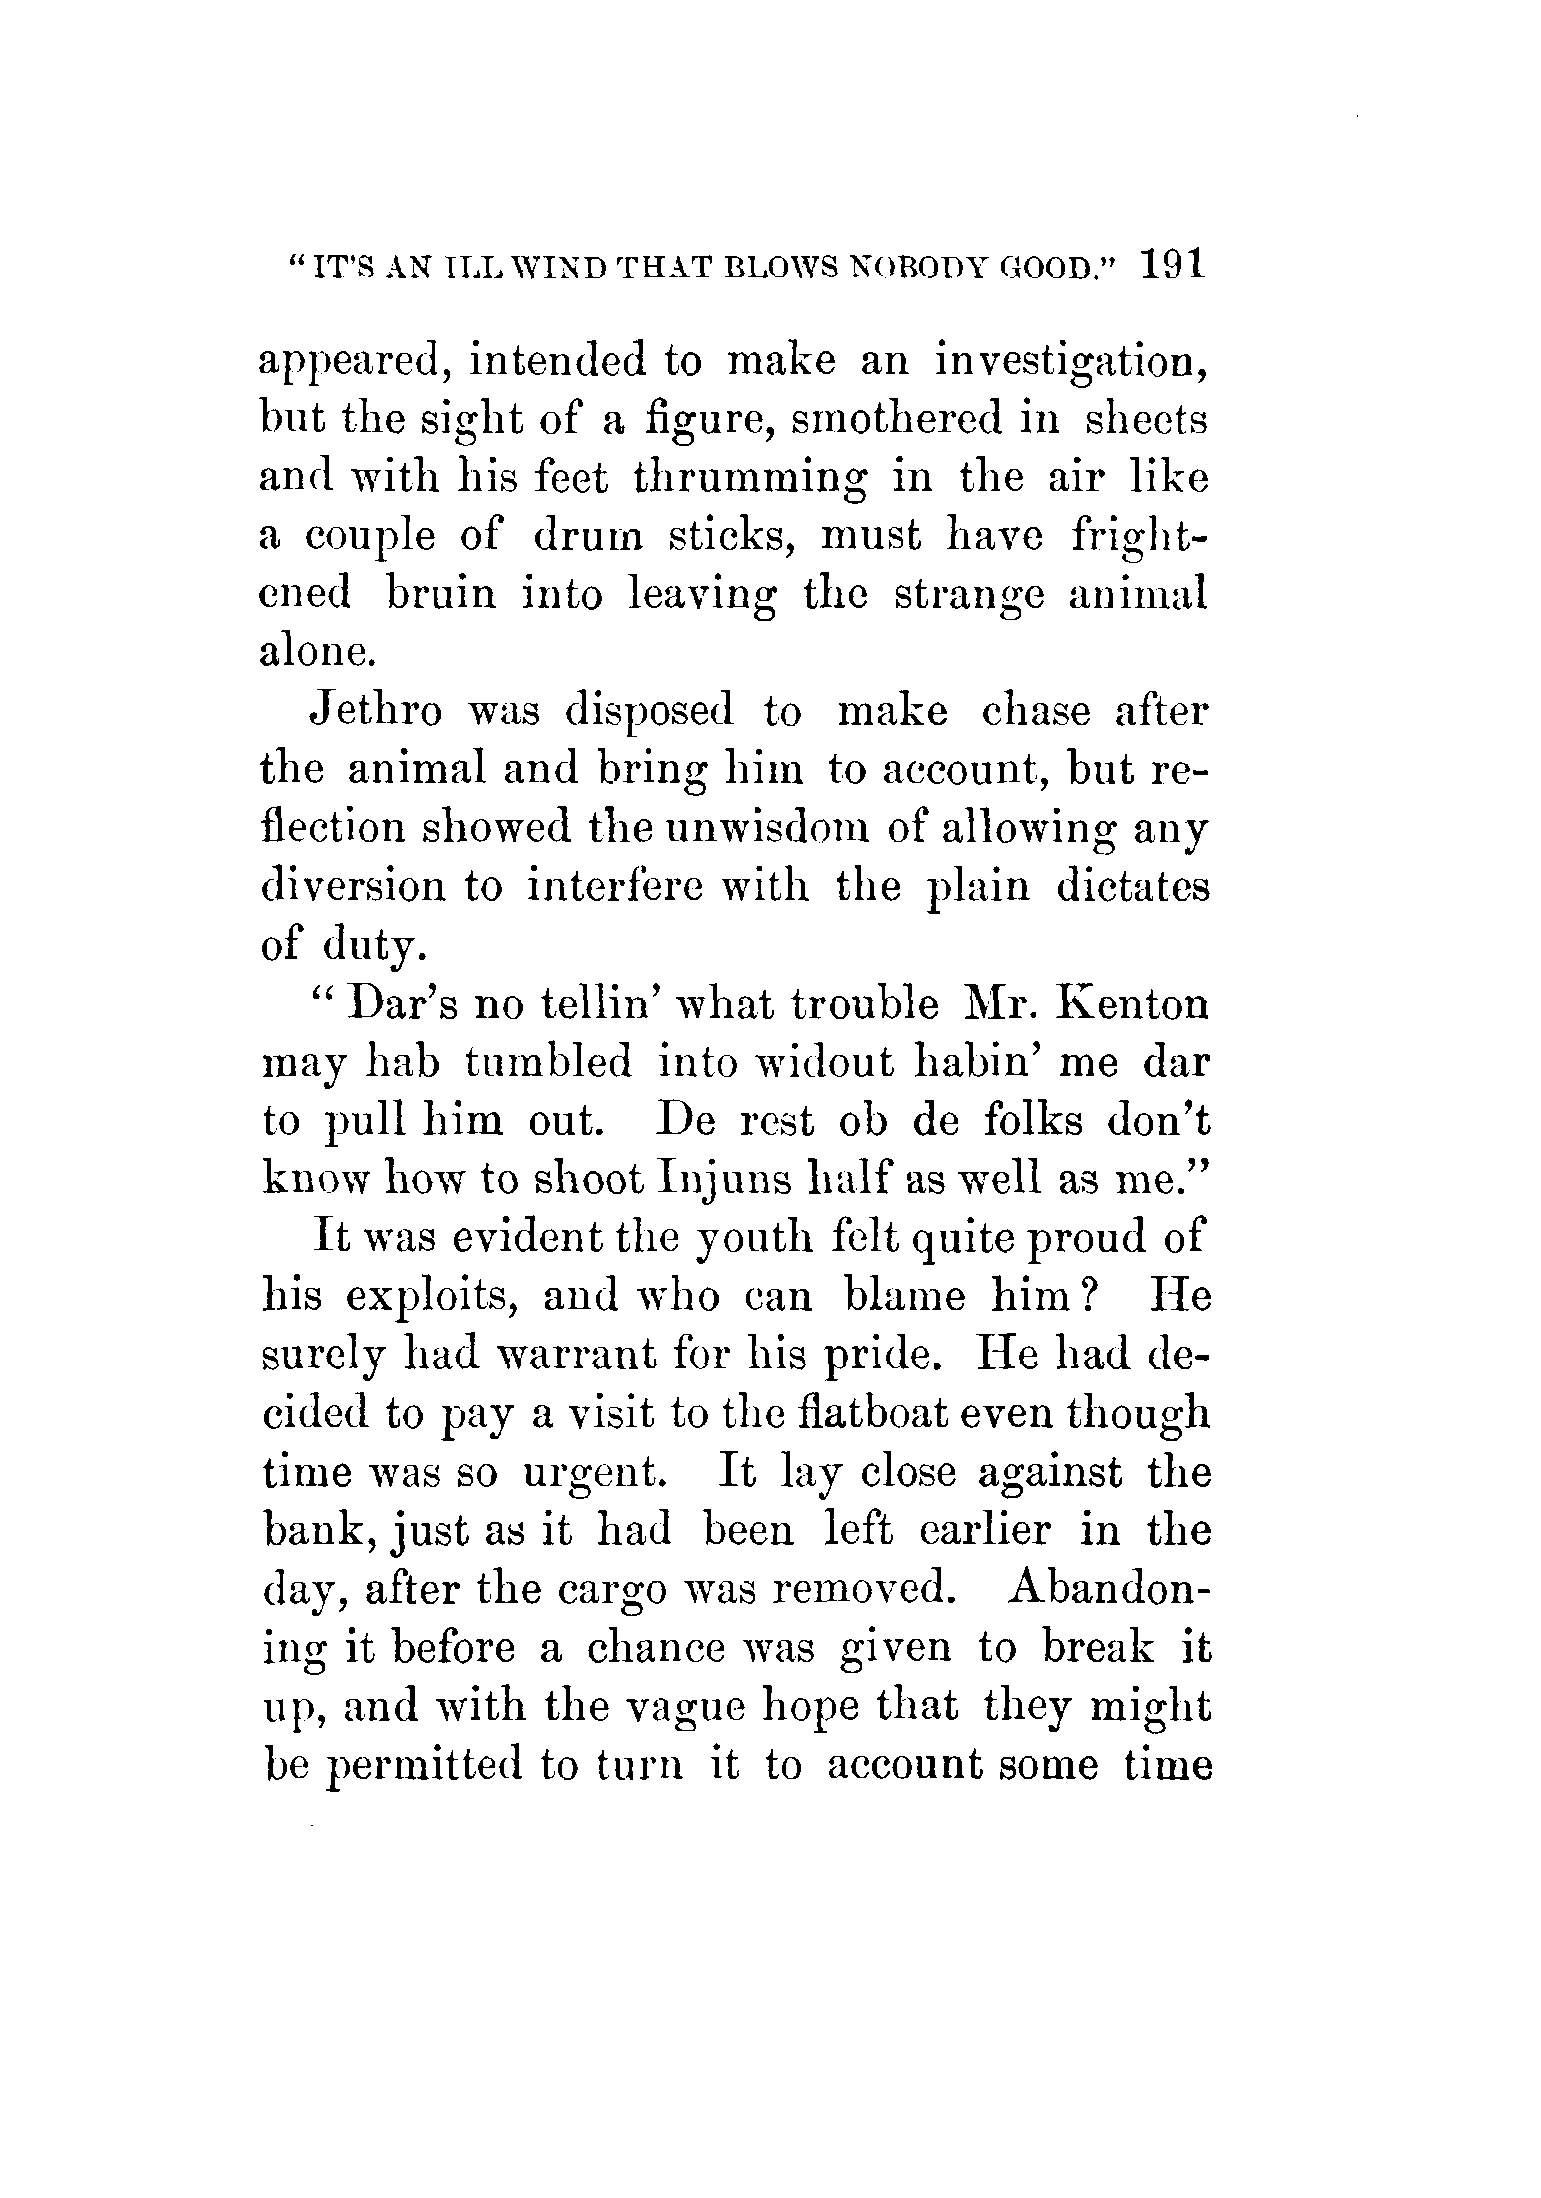 "IT'S AN ILL WIND THAT BLOWS NOBODY GOOD." 191
appeared, intended to make an investigation,
but the sight of a figure, smothered in sheets
and with his feet thrumming in the air like
a couple of drum sticks, must have fright-
ened bruin into leaving the strange animal
alone.
Jethro was disposed to make chase after
the animal and bring him to account, but re-
flection showed the unwisdom of allowing any
diversion to interfere with the plain dictates
of duty.
"Dar's no tellin' what trouble Mr. Kenton
may hab tumbled into widout habin' me dar
to pull him out. De rest ob de folks don't
know how to shoot Injuns half as well as me."
It was evident the youth felt quite proud of
his exploits, and who can blame him? He
surely had warrant for his pride. He had de-
cided to pay a visit to the flatboat even though
time was so urgent. It lay close against the
bank, just as it had been left earlier in the
day, after the cargo was removed. Abandon-
ing it before a chance was given to break it
up, and with the vague hope that they might
be permitted to turn it to account some time